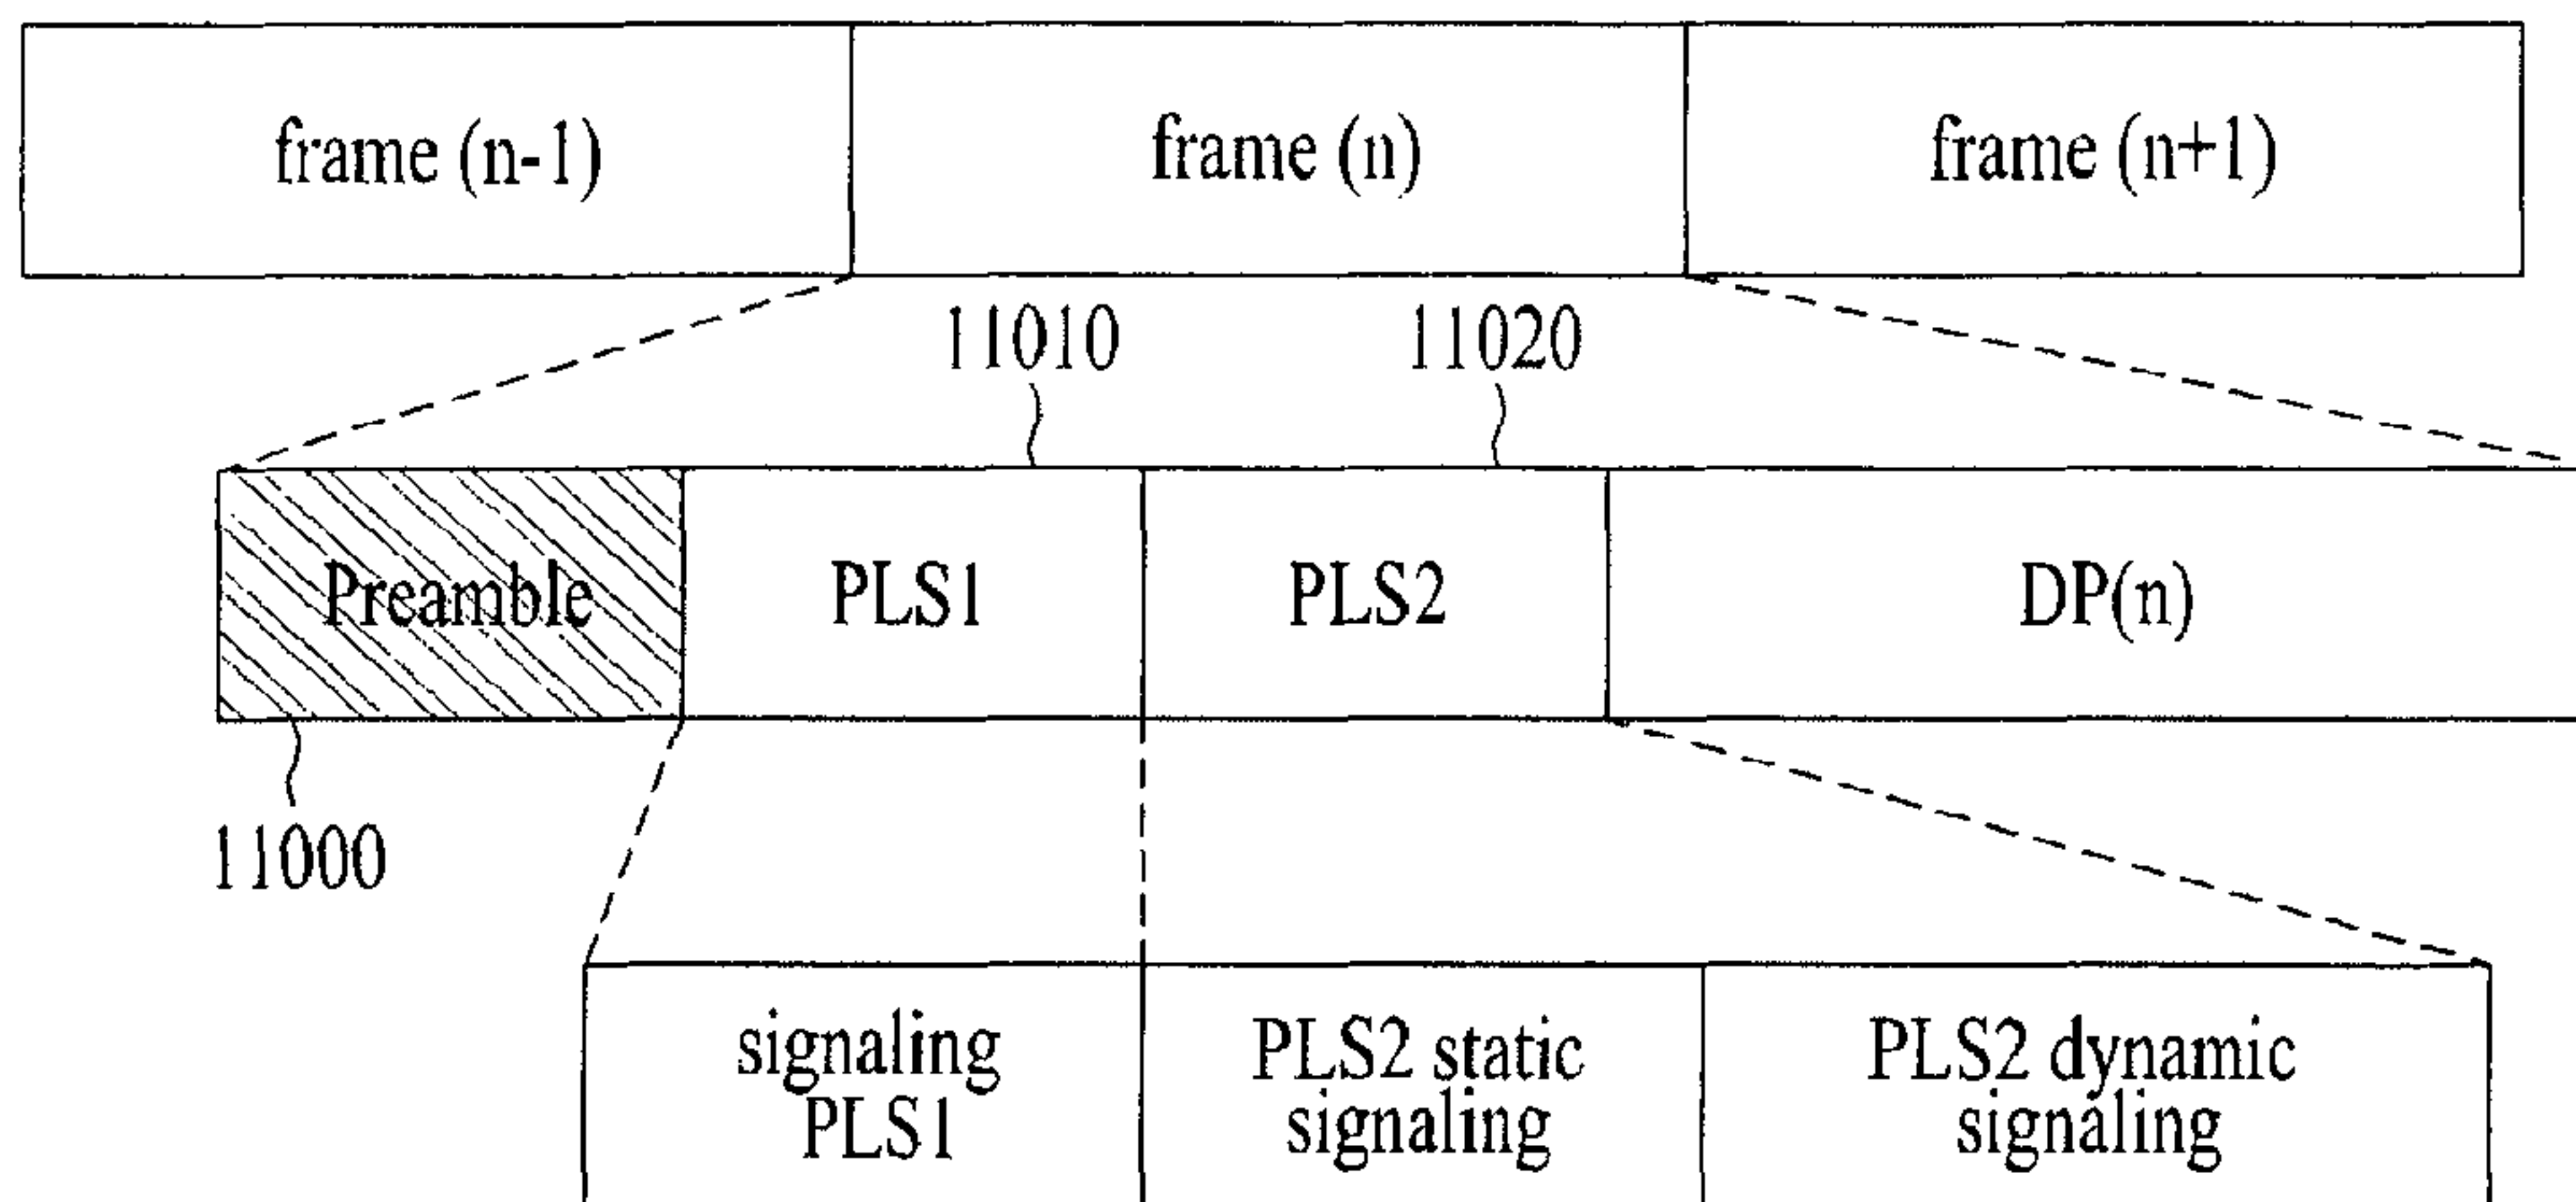 frame (n-1)
frame (n)
frame (n+1)
11010
11020
Preamble
PLS1
PLS2
DP(n)
11000
signaling
PLS1
PLS2 static
signaling
PLS2 dynamic
signaling